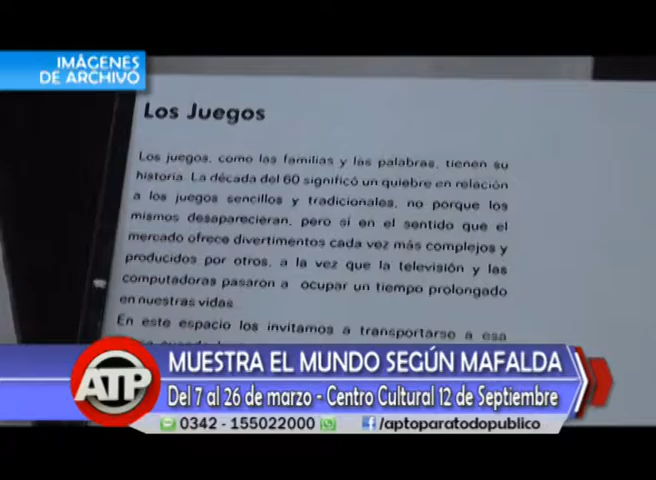 IMÁGENES
DE ARCHIVO
Los Juegos
Los juegos, como las familias y las palabras, tienen su
historia. La década del 60 significó un quiebre en relación
a los juegos sencillos y tradicionales, no porque los
mismos desaparecieran, pero si en el sentido que el
mercado ofrece divertimentos cada vez más complejos y
producidos por otros, a la vez que la televisión y las
computadoras pasaron a ocupar un tiempo prolongado
en nuestras vidas.
En este espacio los invitamos a transportarse a esa
ATP
MUESTRA EL MUNDO SEGÚN MAFALDA
Del 7 al 26 de marzo - Centro Cultural 12 de Septiembre
0342 - 155022000
/aptoparatodopublico